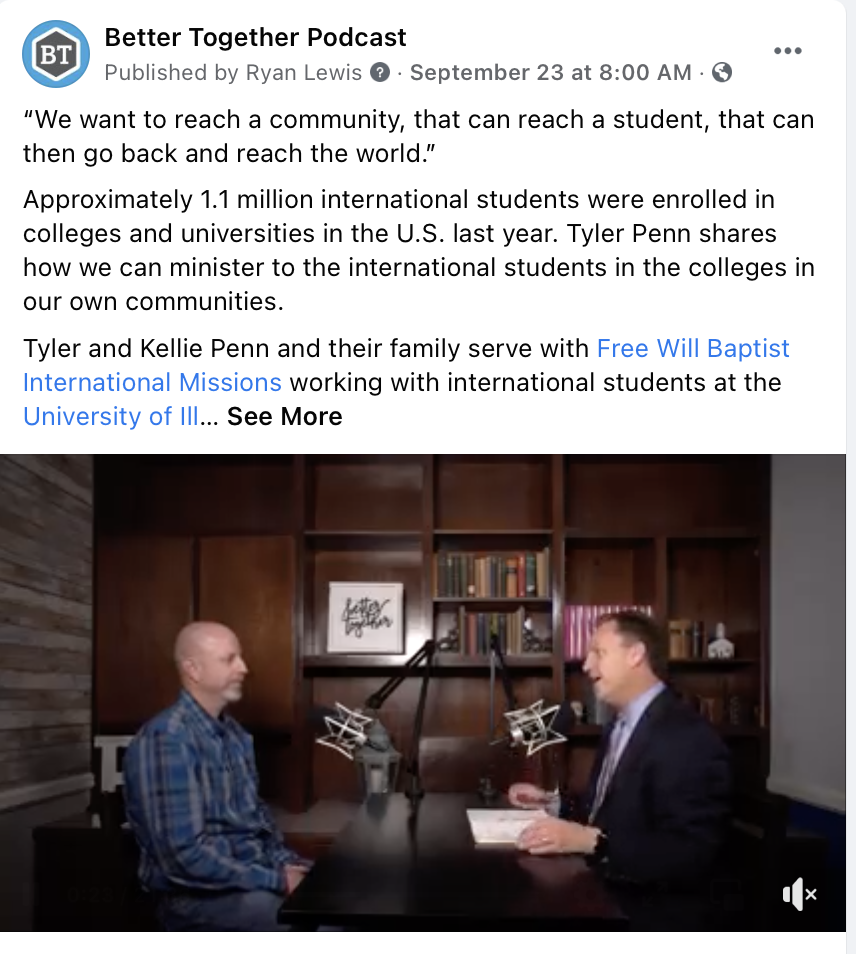 BT
Better Together Podcast
Published by Ryan Lewis · September 23 at 8:00 AM ·
“We want to reach a community, that can reach a student, that can
then go back and reach the world.”
Approximately 1.1 million international students were enrolled in
colleges and universities in the U.S. last year. Tyler Penn shares
how we can minister to the international students in the colleges in
our own communities.
Tyler and Kellie Penn and their family serve with Free Will Baptist
International Missions working with international students at the
University of Ill... See More
better
together